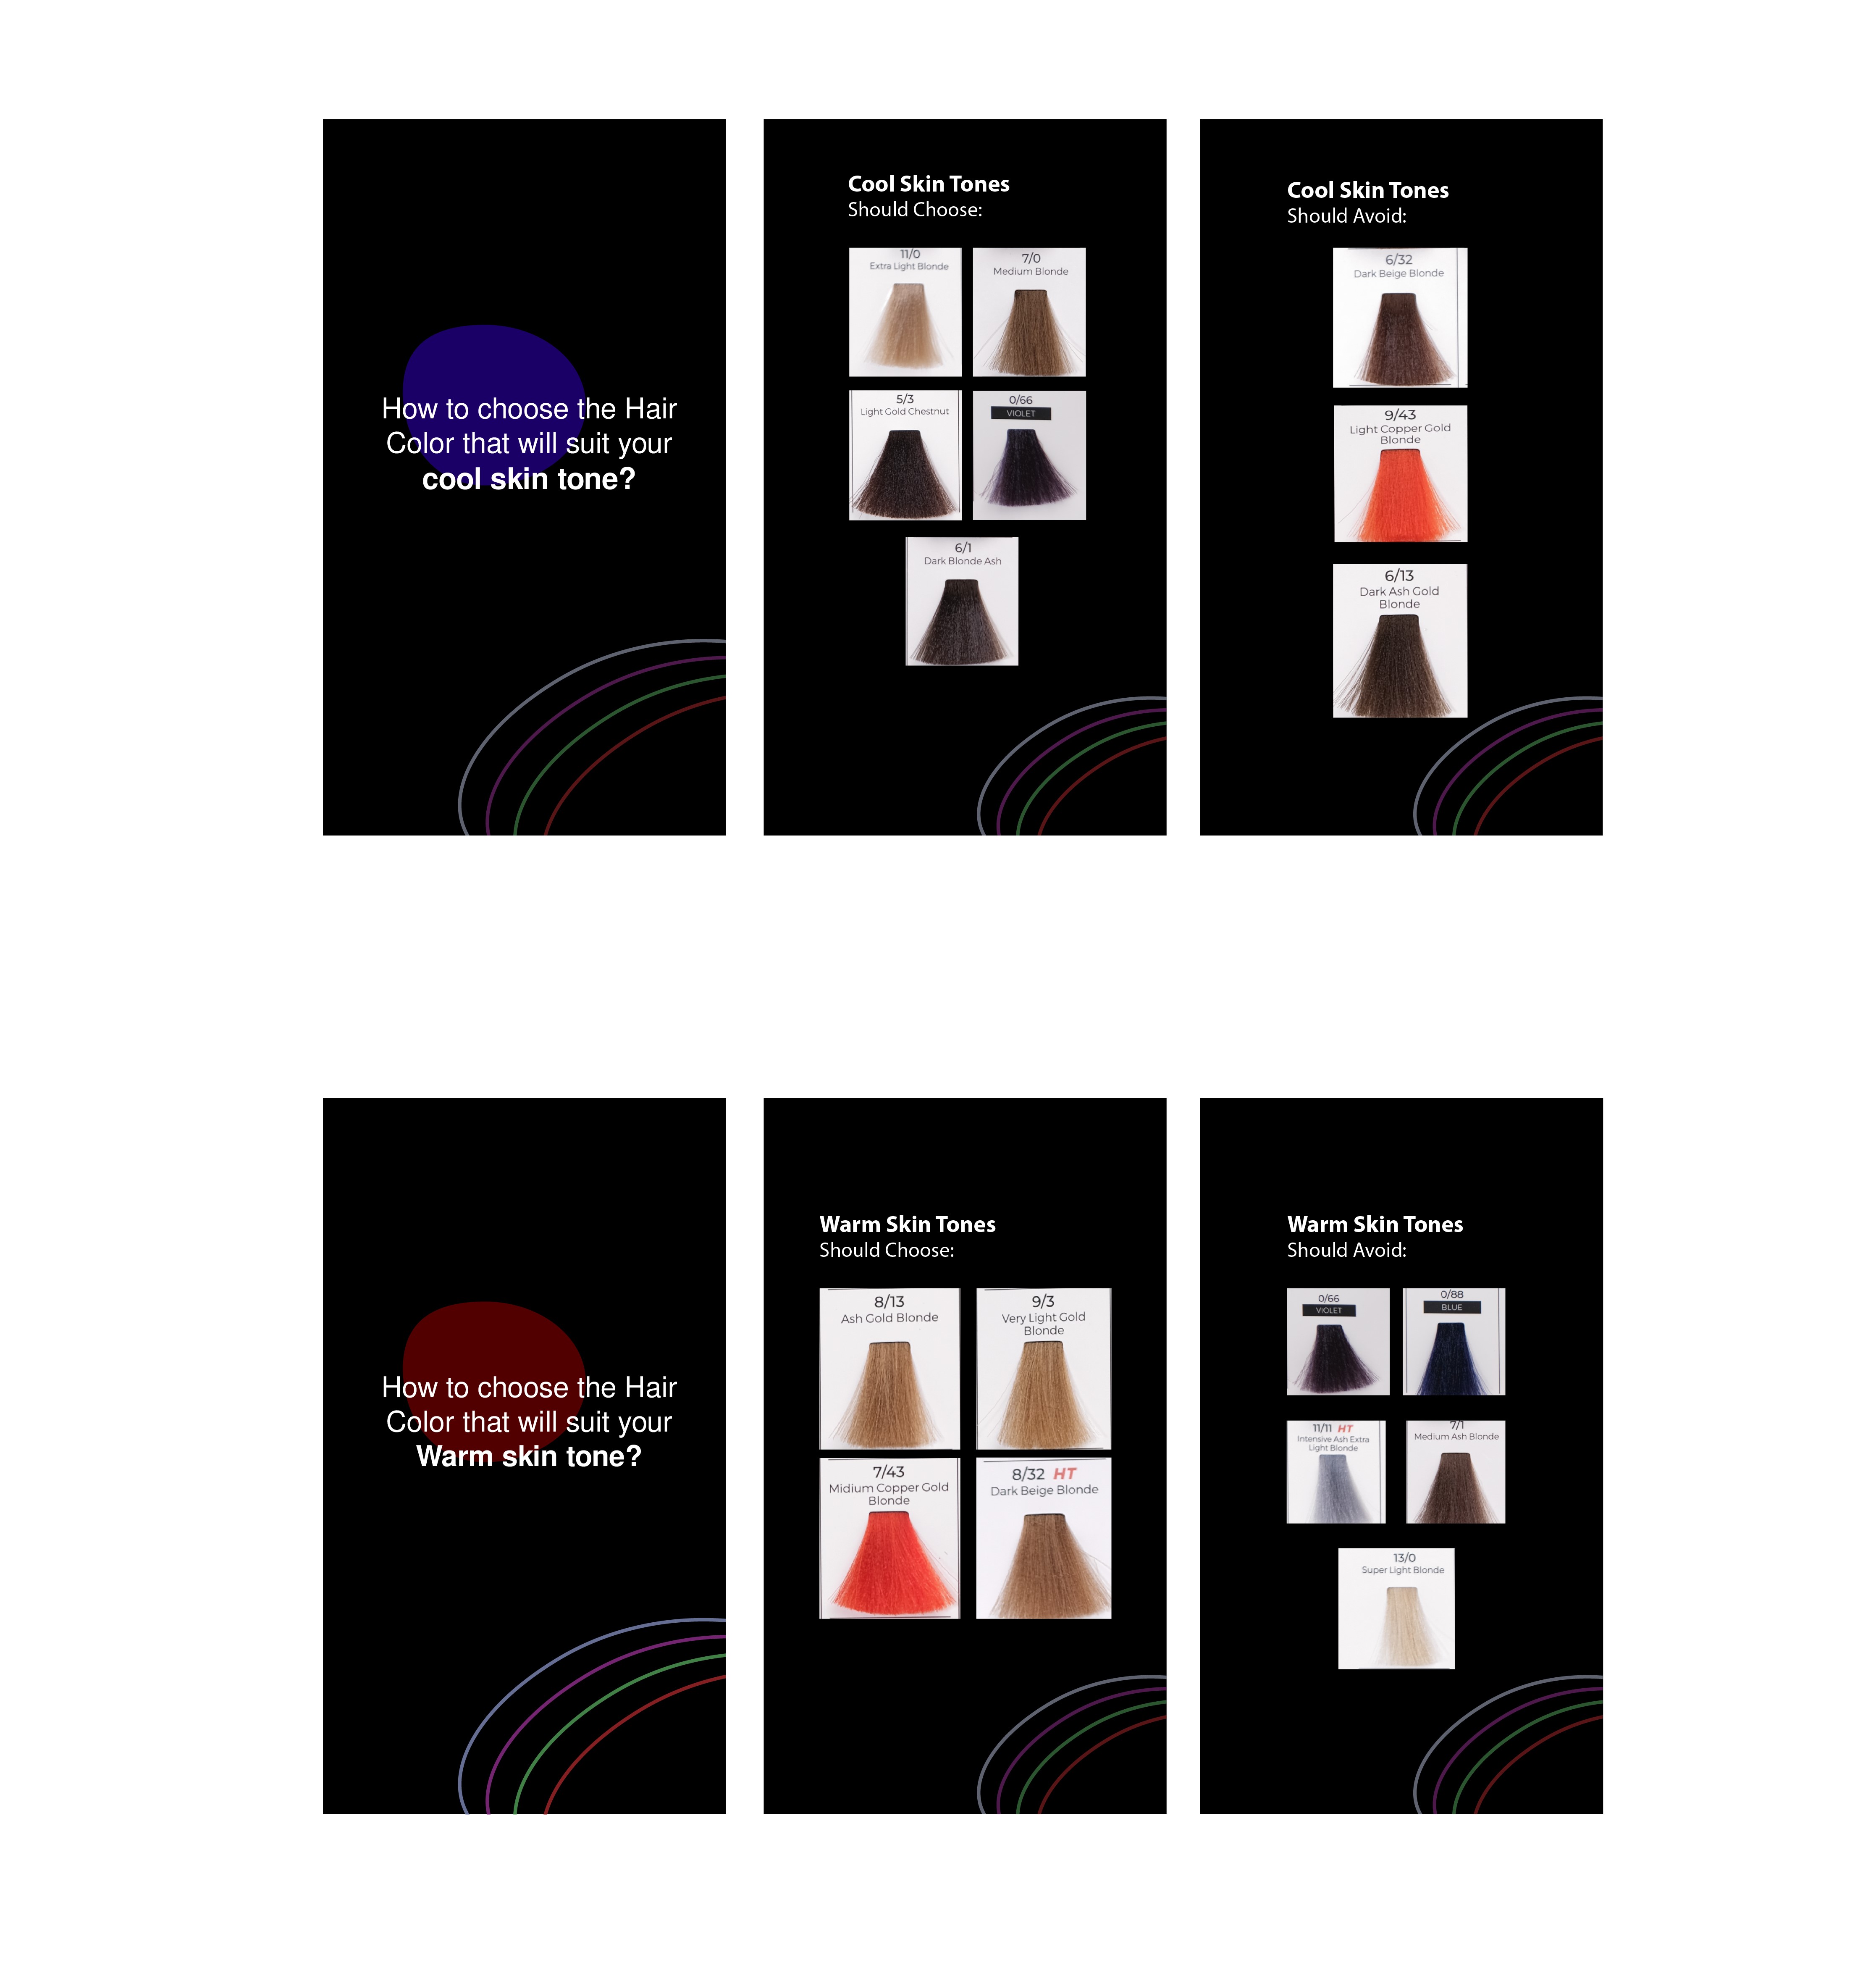 How to choose the Hair
Color that will suit your
cool skin tone?
Cool Skin Tones
Should Choose:
11/0
Extra Light Blonde
7/0
Medium Blonde
5/3
Light Gold Chestnut
0/66
VIOLET
6/1
Dark Blonde Ash
Cool Skin Tones
Should Avoid:
6/32
Dark Beige Blonde
9/43
Light Copper Gold
Blonde
6/13
Dark Ash Gold
Blonde
How to choose the Hair
Color that will suit your
Warm skin tone?
Warm Skin Tones
Should Choose:
8/13
Ash Gold Blonde
9/3
Very Light Gold
Blonde
7/43
Midium Copper Gold
Blonde
8/32 HT
Dark Beige Blonde
Warm Skin Tones
Should Avoid:
0/66
VIOLET
0/88
BLUE
11/11 HT
Intensive Ash Extra
Light Blonde
7/1
Medium Ash Blonde
13/0
Super Light Blonde